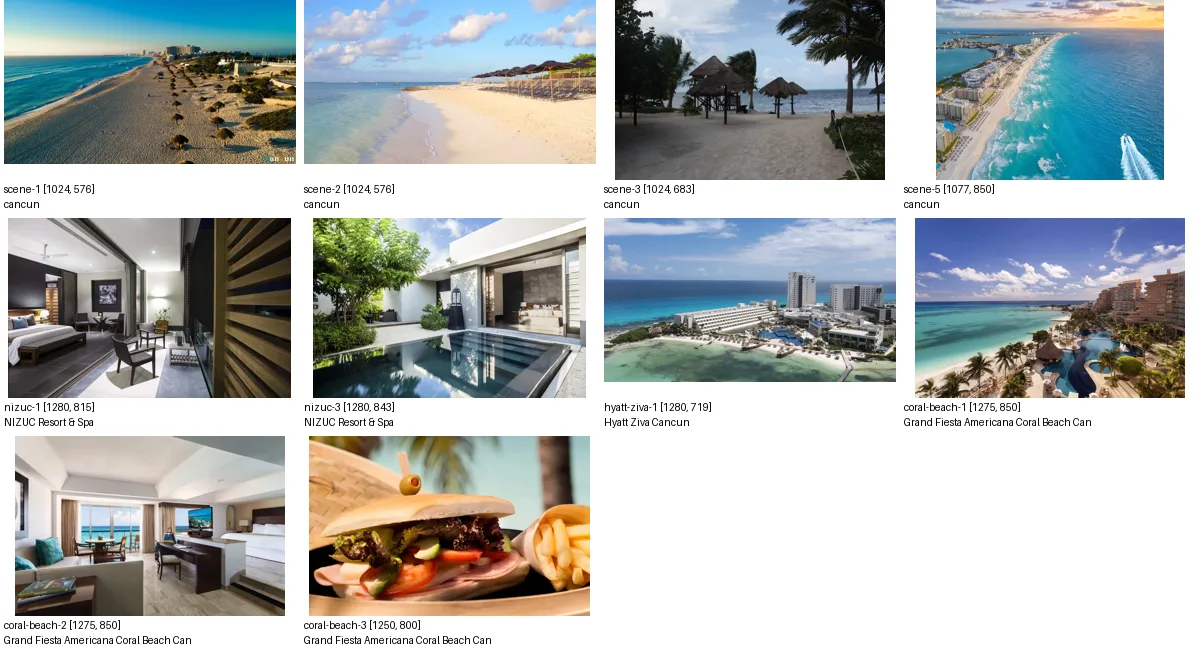 scene-1 [1024, 576]
cancun
scene-2 [1024, 576]
cancun
scene-3 [1024, 683]
cancun
scene-5 [1077, 850]
cancun
nizuc-1 [1280, 815]
NIZUC Resort & Spa
nizuc-3 [1280, 843]
NIZUC Resort & Spa
hyatt-ziva-1 [1280, 719]
Hyatt Ziva Cancun
coral-beach-1 [1275, 850]
Grand Fiesta Americana Coral Beach Can
coral-beach-2 [1275, 850]
Grand Fiesta Americana Coral Beach Can
coral-beach-3 [1250, 800]
Grand Fiesta Americana Coral Beach Can